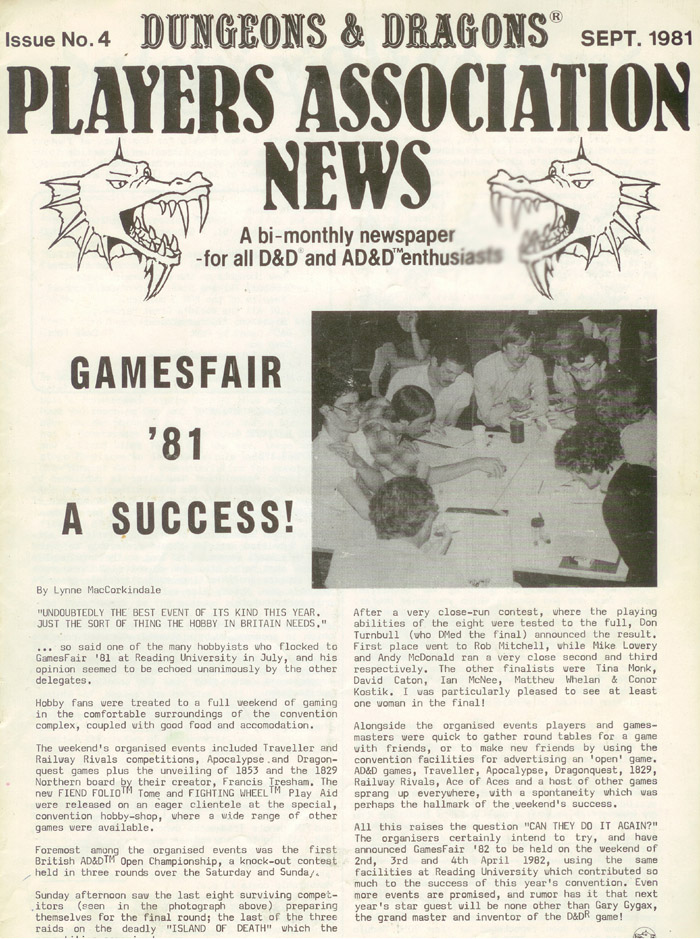 Issue No. 4
DUNGEONS & DRAGONS®
SEPT. 1981
PLAYERS ASSOCIATION
NEWS
A bi-monthly newspaper
-for all D&D® and AD&D™ enthusiasts
GAMESFAIR
'81
A SUCCESS!
By Lynne MacCorkindale
"UNDOUBTEDLY THE BEST EVENT OF ITS KIND THIS YEAR.
JUST THE SORT OF THING THE HOBBY IN BRITAIN NEEDS."
... so said one of the many hobbyists who flocked to
GamesFair '81 at Reading University in July, and his
opinion seemed to be echoed unanimously by the other
delegates.
Hobby fans were treated to a full weekend of gaming
in the comfortable surroundings of the convention
complex, coupled with good food and accomodation.
The weekend's organised events included Traveller and
Railway Rivals competitions, Apocalypse and Dragon-
quest games plus the unveiling of 1853 and the 1829
Northern board by their creator, Francis Tresham. The
new FIEND FOLIO™ Tome and FIGHTING WHEEL™ Play Aid
were released on an eager clientele at the special,
convention hobby-shop, where a wide range of other
games were available.
Foremost among the organised events was the first
British AD&D™ Open Championship, a knock-out contest
held in three rounds over the Saturday and Sunday.
Sunday afternoon saw the last eight surviving compet-
itors (seen in the photograph above) preparing
themselves for the final round; the last of the three
raids on the deadly "ISLAND OF DEATH" which the
After a very close-run contest, where the playing
abilities of the eight were tested to the full, Don
Turnbull (who DMed the final) announced the result.
First place went to Rob Mitchell, while Mike Lowery
and Andy McDonald ran a very close second and third
respectively. The other finalists were Tina Monk,
David Caton, Ian McNee, Matthew Whelan & Conor
Kostik. I was particularly pleased to see at least
one woman in the final!
Alongside the organised events players and games-
masters were quick to gather round tables for a game
with friends, or to make new friends by using the
convention facilities for advertising an 'open' game.
AD&D games, Traveller, Apocalypse, Dragonquest, 1829,
Railway Rivals, Ace of Aces and a host of other games
sprang up everywhere, with a spontaneity which was
perhaps the hallmark of the weekend's success.
All this raises the question "CAN THEY DO IT AGAIN?"
The organisers certainly intend to try, and have
announced GamesFair '82 to be held on the weekend of
2nd, 3rd and 4th April 1982, using the same
facilities at Reading University which contributed so
much to the success of this year's convention. Even
more events are promised, and rumor has it that next
year's star guest will be none other than Gary Gygax,
the grand master and inventor of the D&DR game!